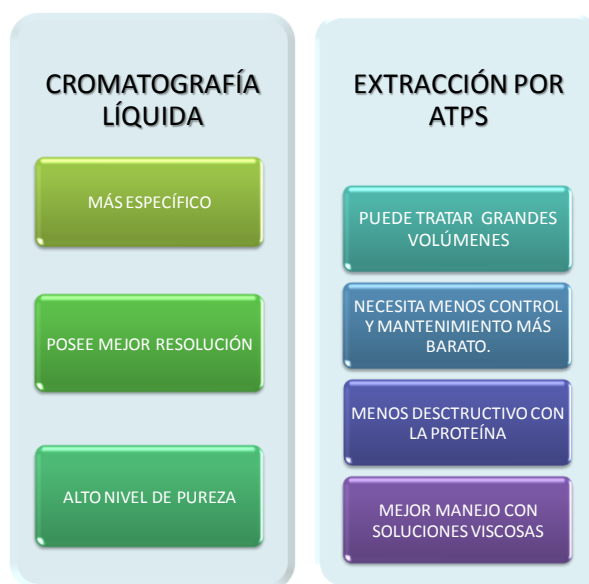 CROMATOGRAFÍA
LÍQUIDA
MÁS ESPECÍFICO
POSEE MEJOR RESOLUCIÓN
ALTO NIVEL DE PUREZA
EXTRACCIÓN POR
ATPS
PUEDE TRATAR GRANDES
VOLÚMENES
NECESITA MENOS CONTROL
Y MANTENIMIENTO MÁS
BARATO.
MENOS DESCTRUCTIVO CON
LA PROTEÍNA
MEJOR MANEJO CON
SOLUCIONES VISCOSAS